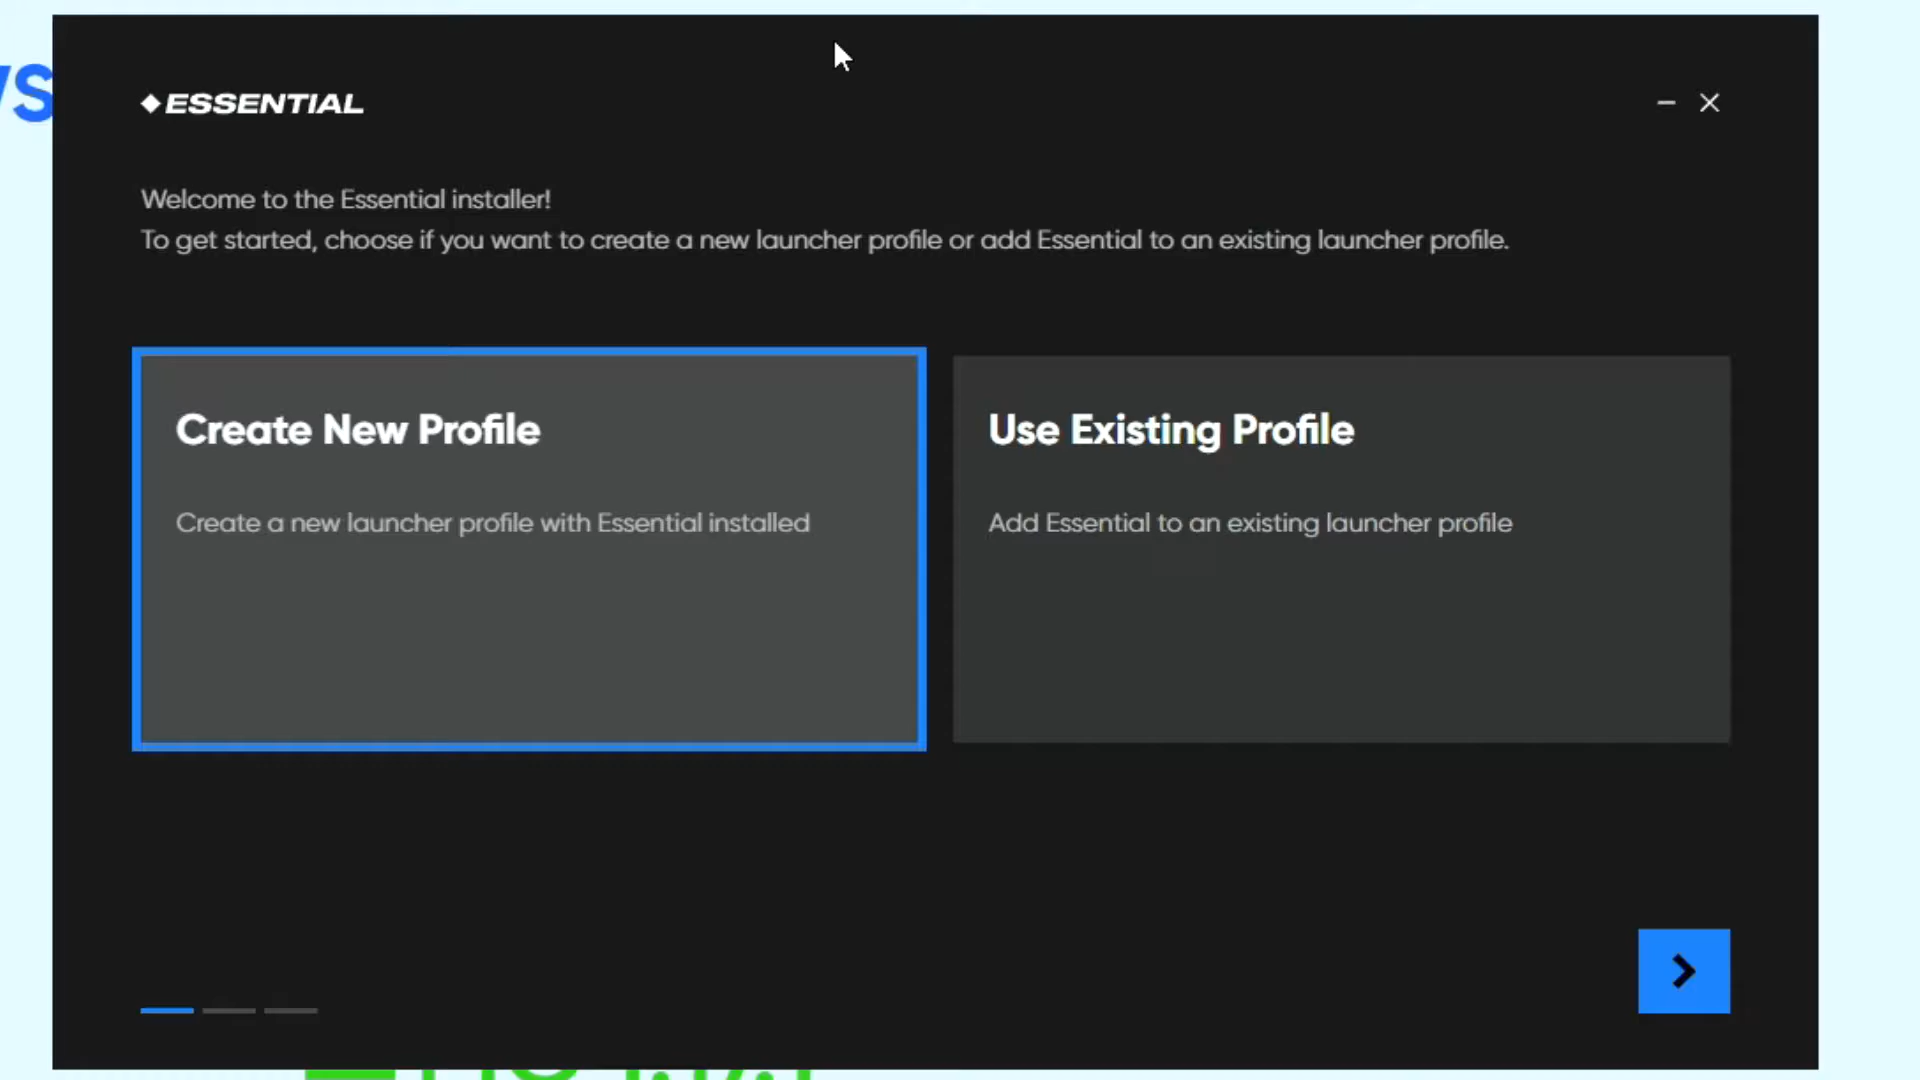 ESSENTIAL
Welcome to the Essential installer!
To get started, choose if you want to create a new launcher profile or add Essential to an existing launcher profile.
Create New Profile
Create a new launcher profile with Essential installed
Use Existing Profile
Add Essential to an existing launcher profile